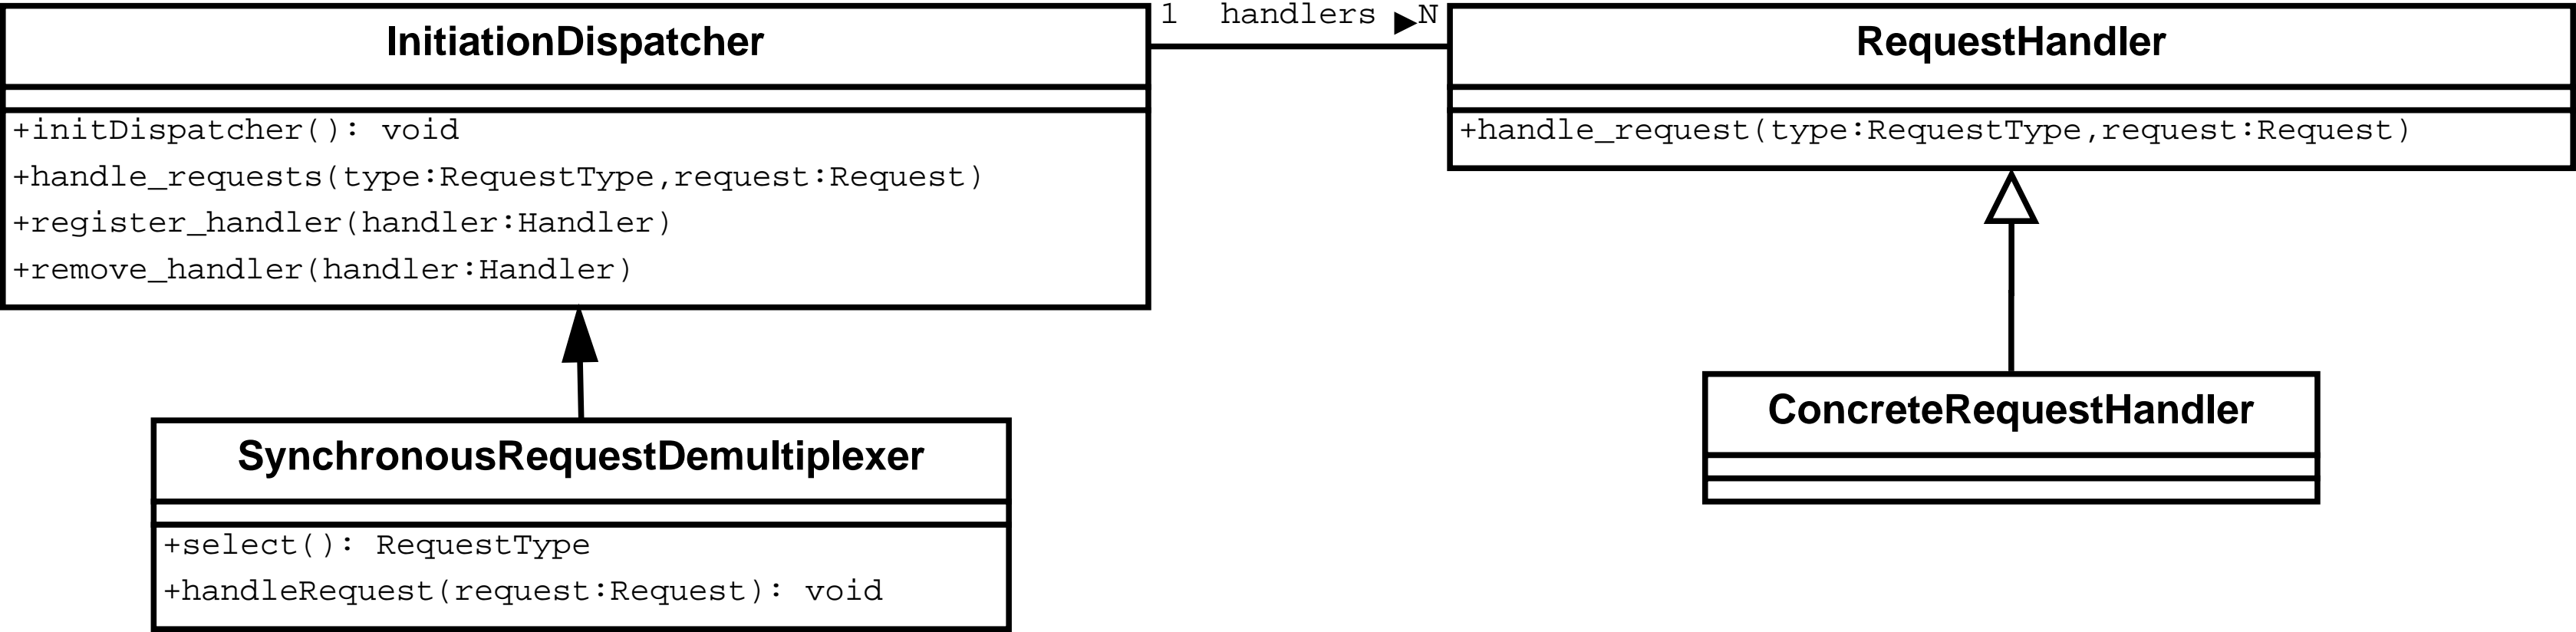 InitiationDispatcher
+initDispatcher(): void
+handle_requests(type:RequestType,request:Request)
+register_handler(handler:Handler)
+remove_handler(handler:Handler)
1 handlers ▶N
RequestHandler
+handle_request(type:RequestType,request:Request)
SynchronousRequestDemultiplexer
+select(): RequestType
+handleRequest(request:Request): void
ConcreteRequestHandler